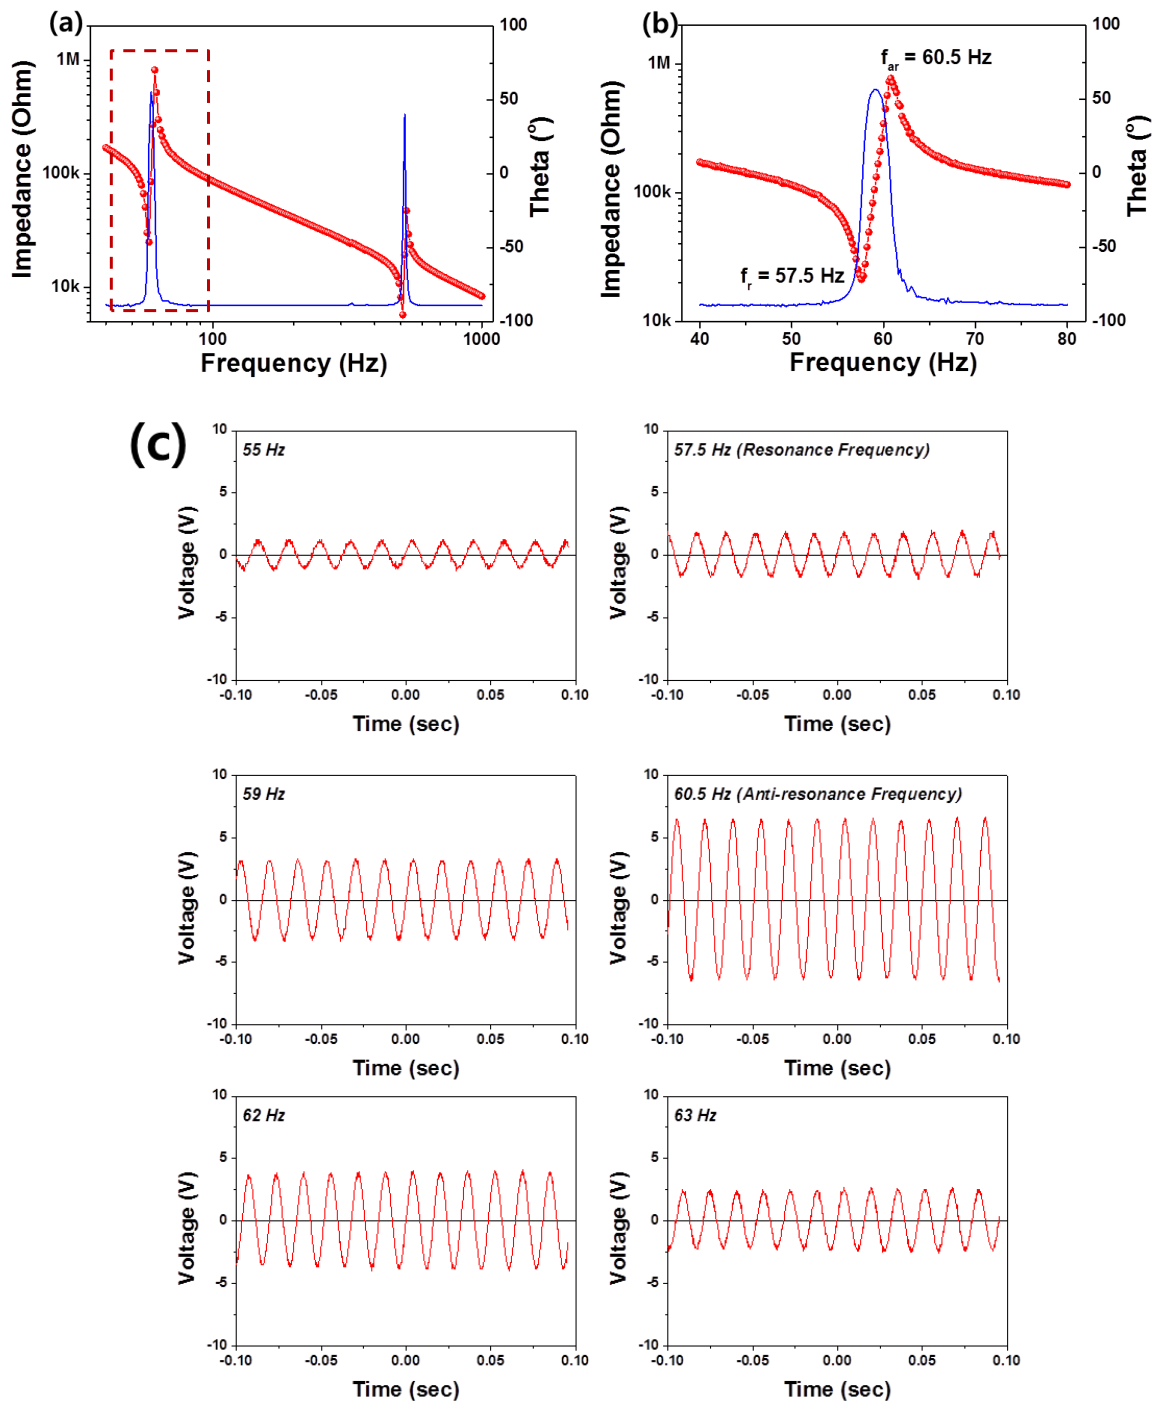 (a)
Impedance (Ohm)
1M
100k
10k
100
50
0
-50
-100
Theta (°)
100
1000
Frequency (Hz)
(b)
Impedance (Ohm)
1M
100k
10k
far = 60.5 Hz
fr = 57.5 Hz
100
50
0
-50
-100
Theta (°)
40 50 60 70 80
Frequency (Hz)
(c)
55 Hz
Voltage (V)
10
5
0
-5
-10
-0.10 -0.05 0.00 0.05 0.10
Time (sec)
57.5 Hz (Resonance Frequency)
Voltage (V)
10
5
0
-5
-10
-0.10 -0.05 0.00 0.05 0.10
Time (sec)
59 Hz
Voltage (V)
10
5
0
-5
-10
-0.10 -0.05 0.00 0.05 0.10
Time (sec)
60.5 Hz (Anti-resonance Frequency)
Voltage (V)
10
5
0
-5
-10
-0.10 -0.05 0.00 0.05 0.10
Time (sec)
62 Hz
Voltage (V)
10
5
0
-5
-10
-0.10 -0.05 0.00 0.05 0.10
Time (sec)
63 Hz
Voltage (V)
10
5
0
-5
-10
-0.10 -0.05 0.00 0.05 0.10
Time (sec)